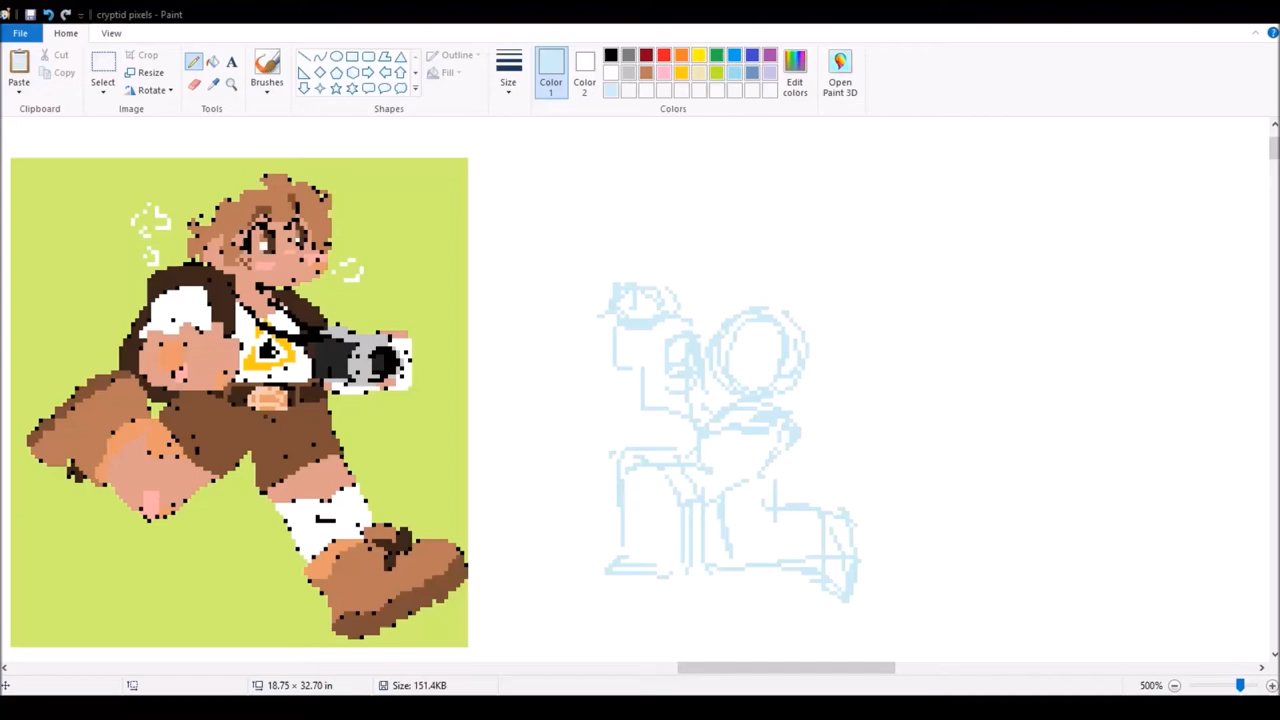 cryptid pixels - Paint
File Home View
Paste
Cut
Copy
Clipboard
Select
Crop
Resize
Rotate
Image
A
Tools
Brushes
Outline
Fill
Shapes
Size
Color 1
Color 2
Edit colors
Colors
Open Paint 3D
18.75 × 32.70 in
Size: 151.4KB
500%